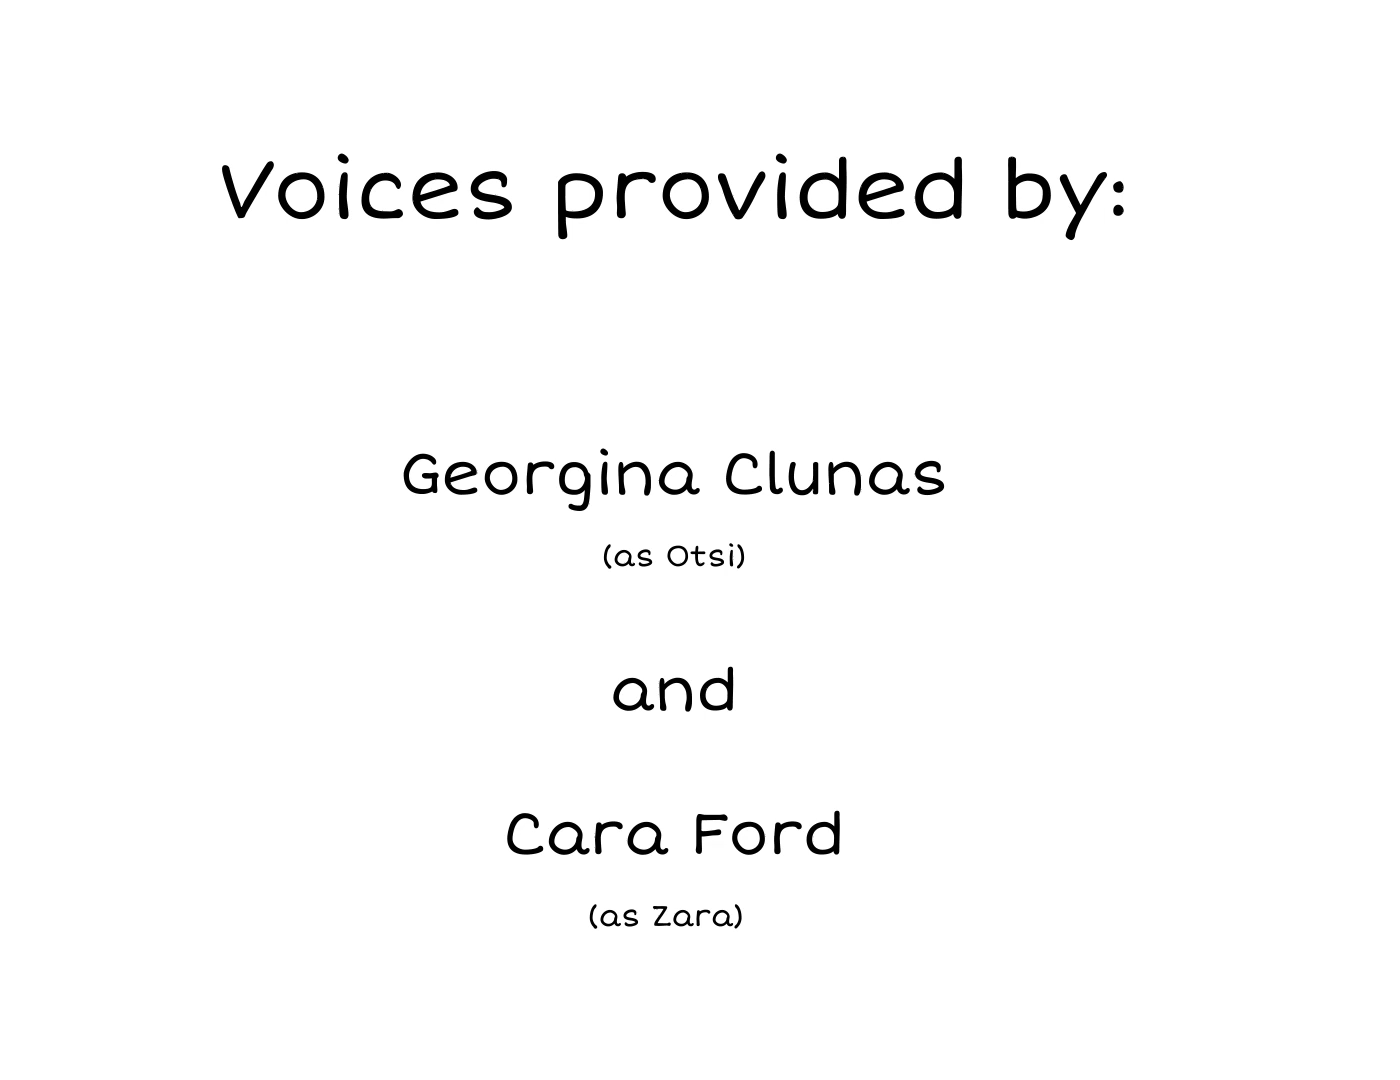 Voices provided by:
Georgina Clunas
(as Otsi)
and
Cara Ford
(as Zara)